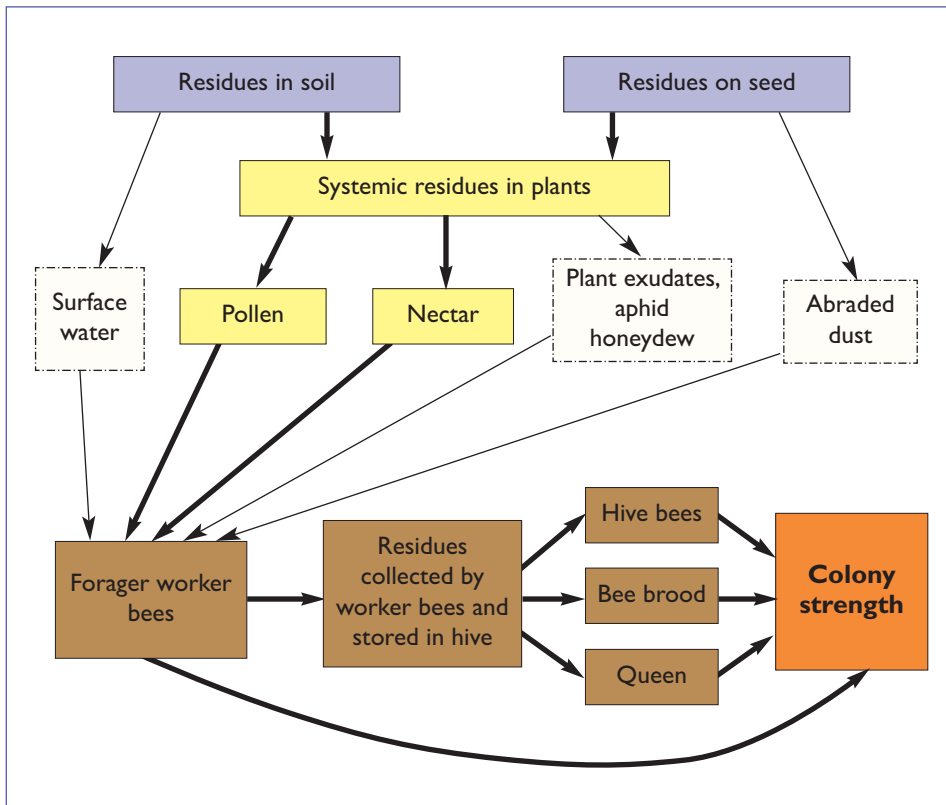 Residues in soil
Residues on seed
Systemic residues in plants
Surface
water
Pollen
Nectar
Plant exudates,
aphid
honeydew
Abraded
dust
Forager worker
bees
Residues
collected by
worker bees and
stored in hive
Hive bees
Bee brood
Queen
Colony
strength